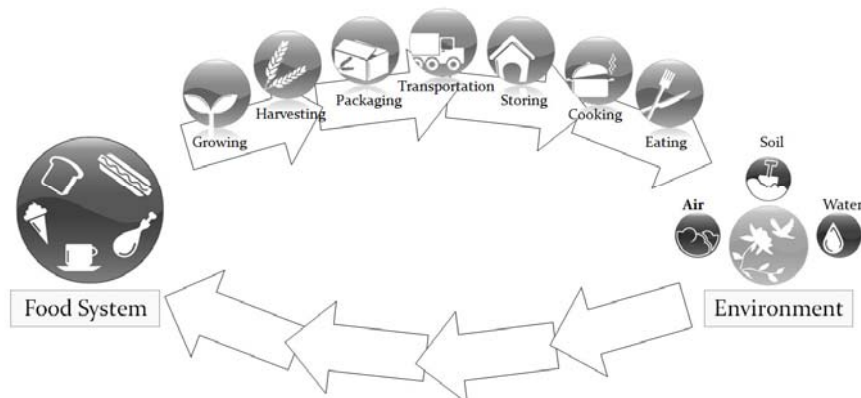 Growing
Harvesting
Packaging
Transportation
Storing
Cooking
Eating
Soil
Air
Water
Food System
Environment